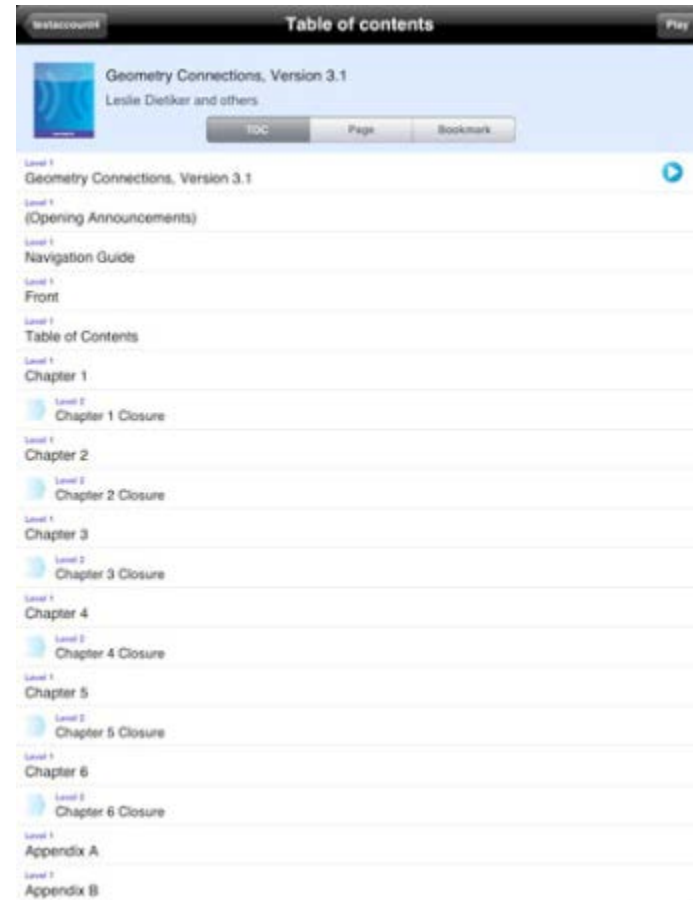 testaccount4
Table of contents
Play
Geometry Connections, Version 3.1
Leslie Dietiker and others
TOC
Page
Bookmark
Level 1
Geometry Connections, Version 3.1
Level 1
(Opening Announcements)
Level 1
Navigation Guide
Level 1
Front
Level 1
Table of Contents
Level 1
Chapter 1
Level 2
Chapter 1 Closure
Level 1
Chapter 2
Level 2
Chapter 2 Closure
Level 1
Chapter 3
Level 2
Chapter 3 Closure
Level 1
Chapter 4
Level 2
Chapter 4 Closure
Level 1
Chapter 5
Level 2
Chapter 5 Closure
Level 1
Chapter 6
Level 2
Chapter 6 Closure
Level 1
Appendix A
Level 1
Appendix B